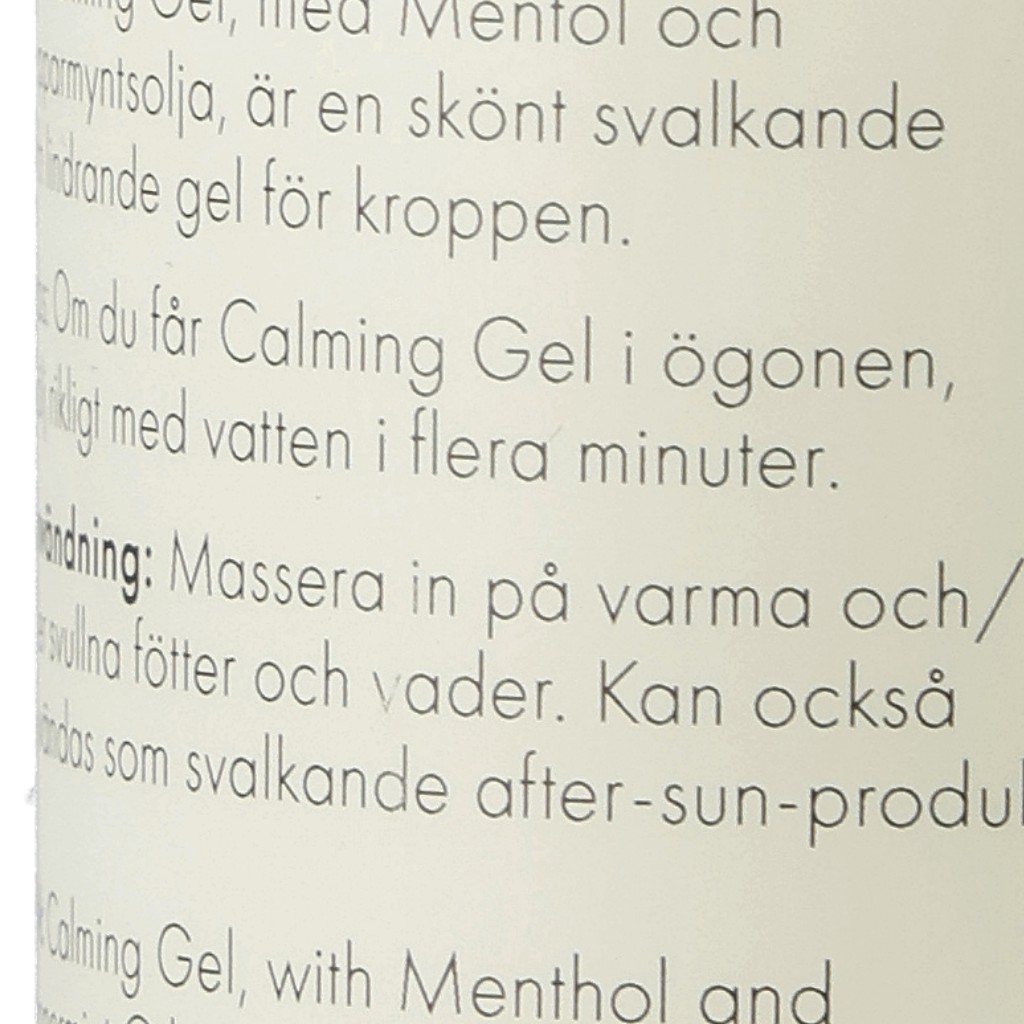 Gel, med Mentol och
är en skönt svalkande
gel för kroppen.
Om du får Calming Gel i ögonen,
med vatten i flera minuter.
Massera in på varma och/
svullna fötter och vader. Kan också
som svalkande after-sun-produ
Calming Gel, with Menthol and